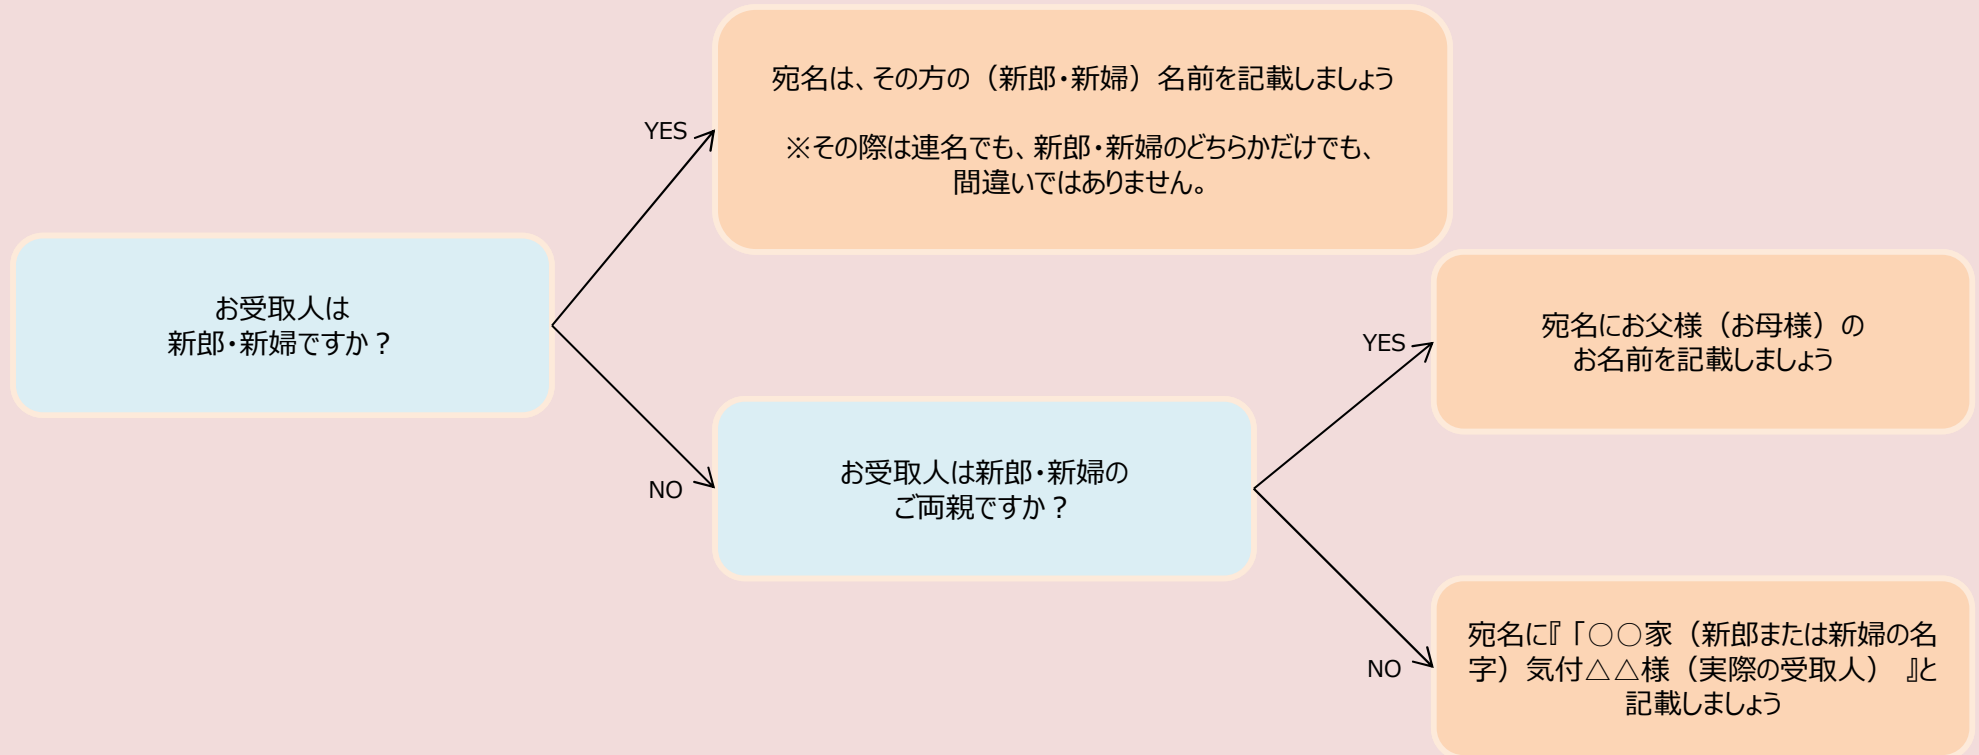 宛名は、その方の（新郎・新婦）名前を記載しましょう
※その際は連名でも、新郎・新婦のどちらかだけでも、
間違いではありません。
YES
お受取人は
新郎・新婦ですか？
NO
お受取人は新郎・新婦の
ご両親ですか？
YES
宛名にお父様（お母様）の
お名前を記載しましょう
NO
宛名に『「○○家（新郎または新婦の名
字）気付△△様（実際の受取人） 』と
記載しましょう